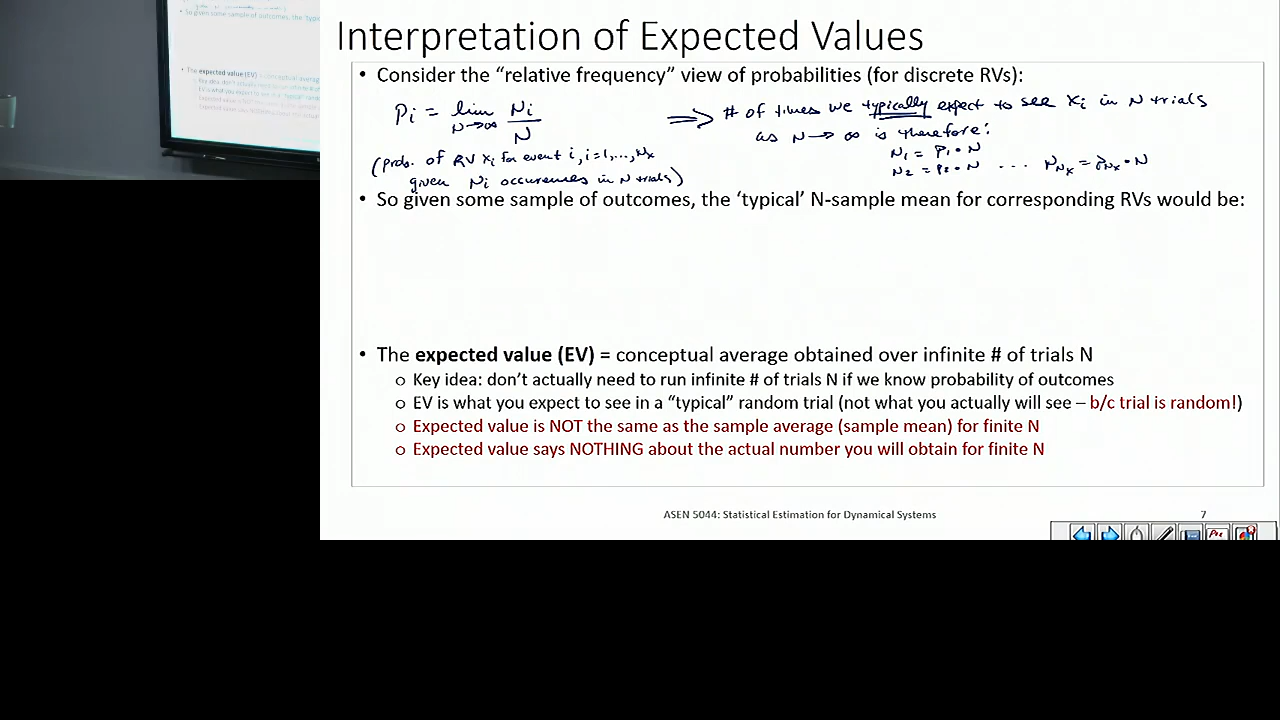 Interpretation of Expected Values
• Consider the “relative frequency” view of probabilities (for discrete RVs):
Pi = lim N→∞ Ni/N
⇒ # of times we typically expect to see xi in N trials
as N → ∞ is therefore:
N1 = P1 • N
N2 = P2 • N ... NNx = PNx • N
(prob. of RV xi for event i, i=1,...,Nx
given Ni occurences in N trials)
• So given some sample of outcomes, the ‘typical’ N-sample mean for corresponding RVs would be:
• The expected value (EV) = conceptual average obtained over infinite # of trials N
o Key idea: don’t actually need to run infinite # of trials N if we know probability of outcomes
o EV is what you expect to see in a “typical” random trial (not what you actually will see – b/c trial is random!)
o Expected value is NOT the same as the sample average (sample mean) for finite N
o Expected value says NOTHING about the actual number you will obtain for finite N
ASEN 5044: Statistical Estimation for Dynamical Systems
7